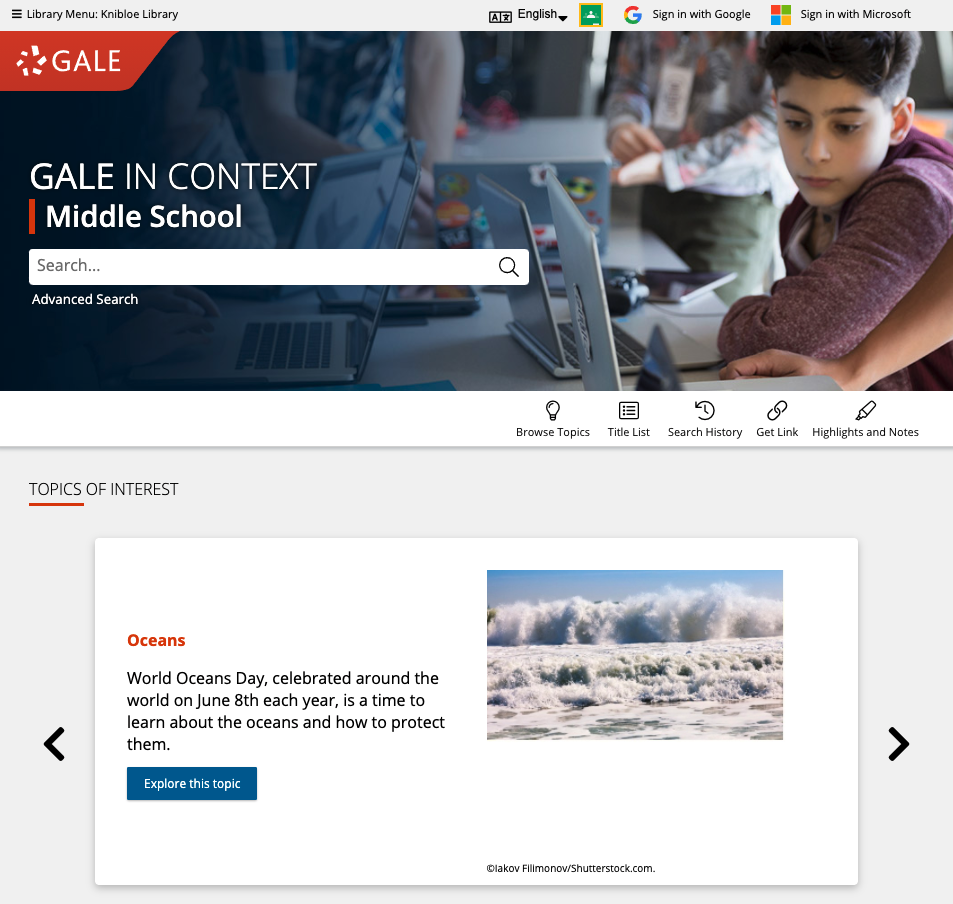 Library Menu: Knibloe Library
English
Sign in with Google
Sign in with Microsoft
GALE
GALE IN CONTEXT
Middle School
Search...
Advanced Search
Browse Topics
Title List
Search History
Get Link
Highlights and Notes
TOPICS OF INTEREST
Oceans
World Oceans Day, celebrated around the
world on June 8th each year, is a time to
learn about the oceans and how to protect
them.
Explore this topic
©Iakov Filimonov/Shutterstock.com.